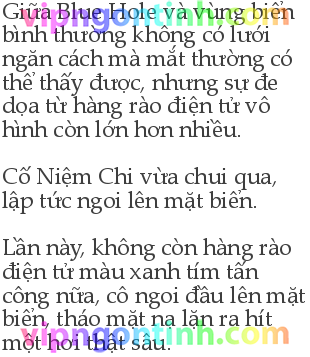 Giữa Blue Hole và vùng biển
bình thường không có lưới
ngăn cách mà mắt thường có
thể thấy được, nhưng sự đe
dọa từ hàng rào điện tử vô
hình còn lớn hơn nhiều.
Cố Niệm Chi vừa chui qua,
lập tức ngoi lên mặt biển.
Lần này, không còn hàng rào
điện tử màu xanh tím tấn
công nữa, cô ngoi đầu lên mặt
biển, tháo mặt nạ lặn ra hít
một hơi thật sâu.
vipngontinh.com
vipngontinh.com